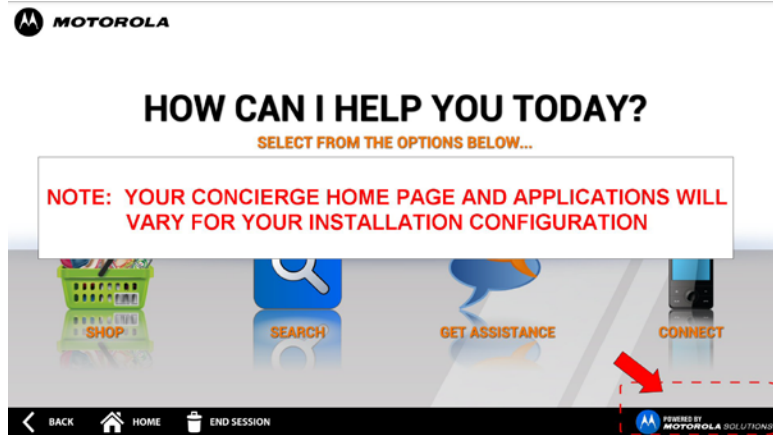 MOTOROLA
HOW CAN I HELP YOU TODAY?
SELECT FROM THE OPTIONS BELOW...
NOTE: YOUR CONCIERGE HOME PAGE AND APPLICATIONS WILL
VARY FOR YOUR INSTALLATION CONFIGURATION
SHOP SEARCH GET ASSISTANCE CONNECT
BACK HOME END SESSION
POWERED BY
MOTOROLA SOLUTIONS